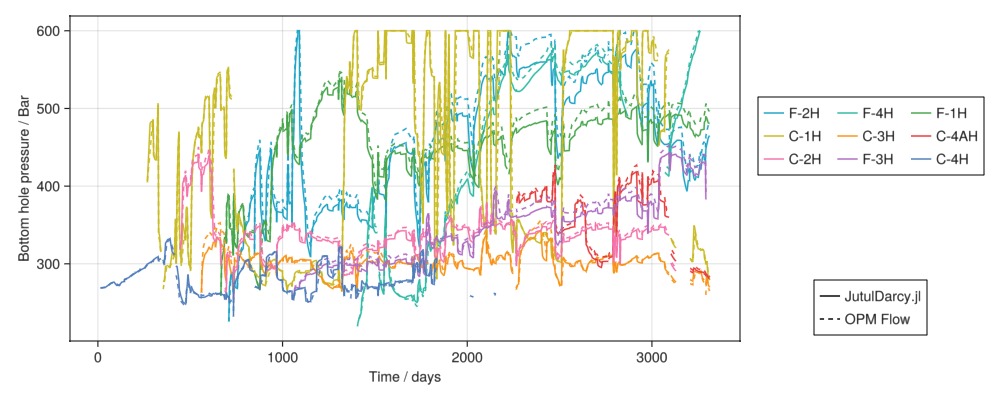 600
500
400
300
Bottom hole pressure / Bar
0 1000 2000 3000
Time / days
F-2H F-4H F-1H
C-1H C-3H C-4AH
C-2H F-3H C-4H
JutulDarcy.jl
OPM Flow